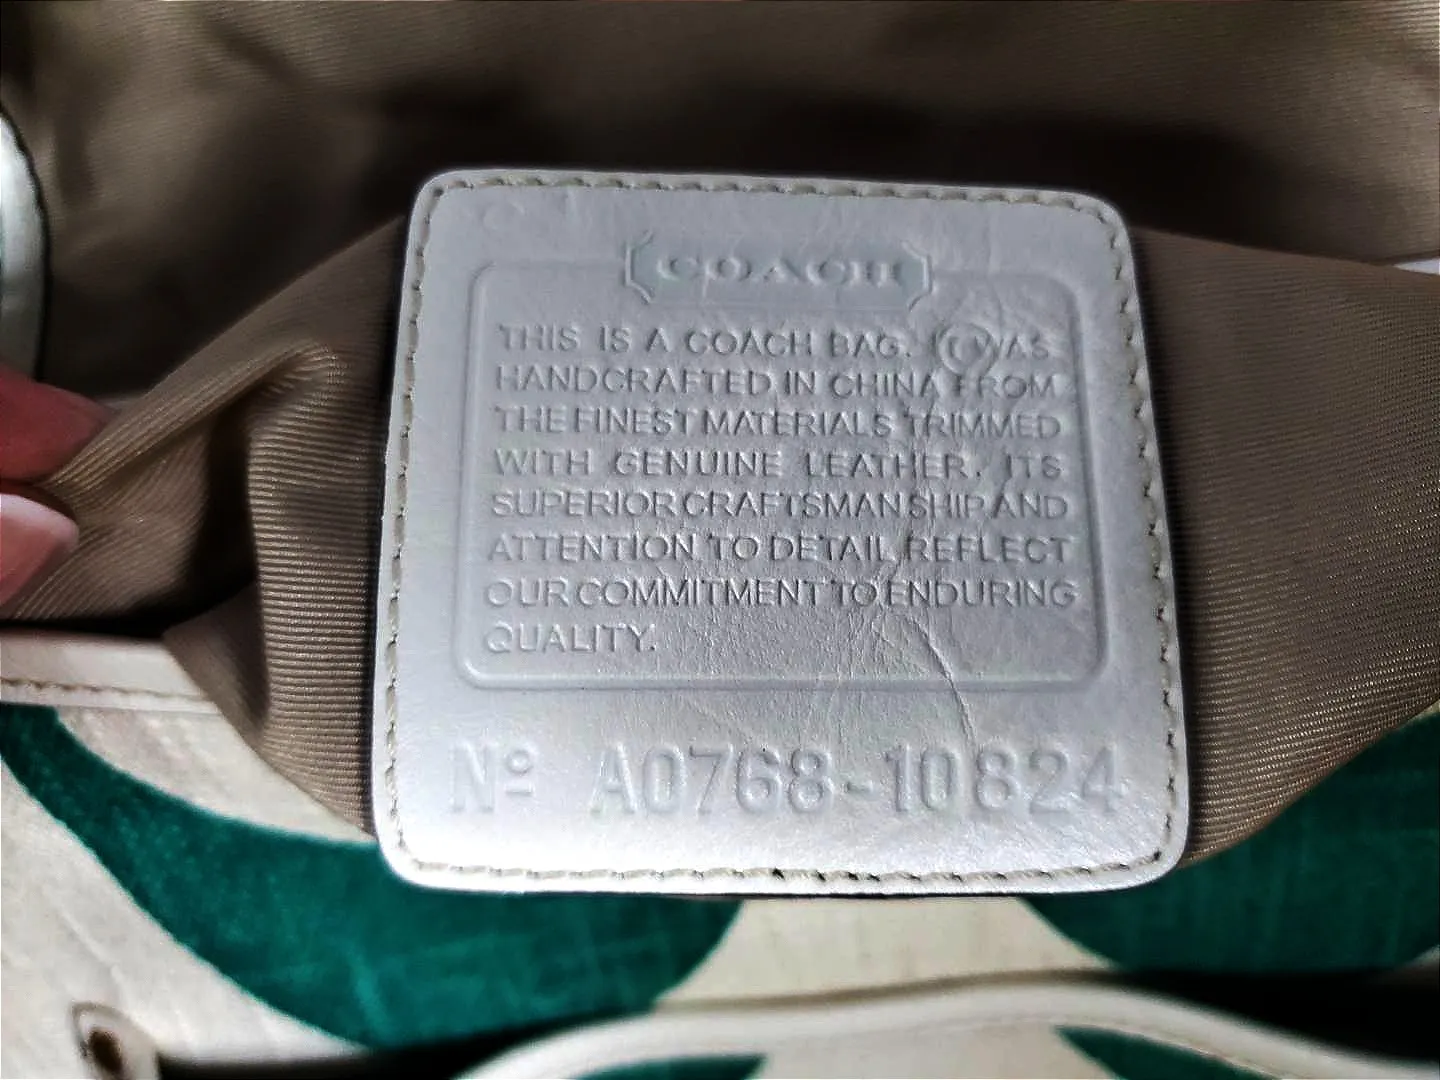 COACH
THIS IS A COACH BAG. IT WAS
HANDCRAFTED IN CHINA FROM
THE FINEST MATERIALS TRIMMED
WITH GENUINE LEATHER. ITS
SUPERIOR CRAFTSMANSHIP AND
ATTENTION TO DETAIL REFLECT
OUR COMMITMENT TO ENDURING
QUALITY.
Nº A0768-10824